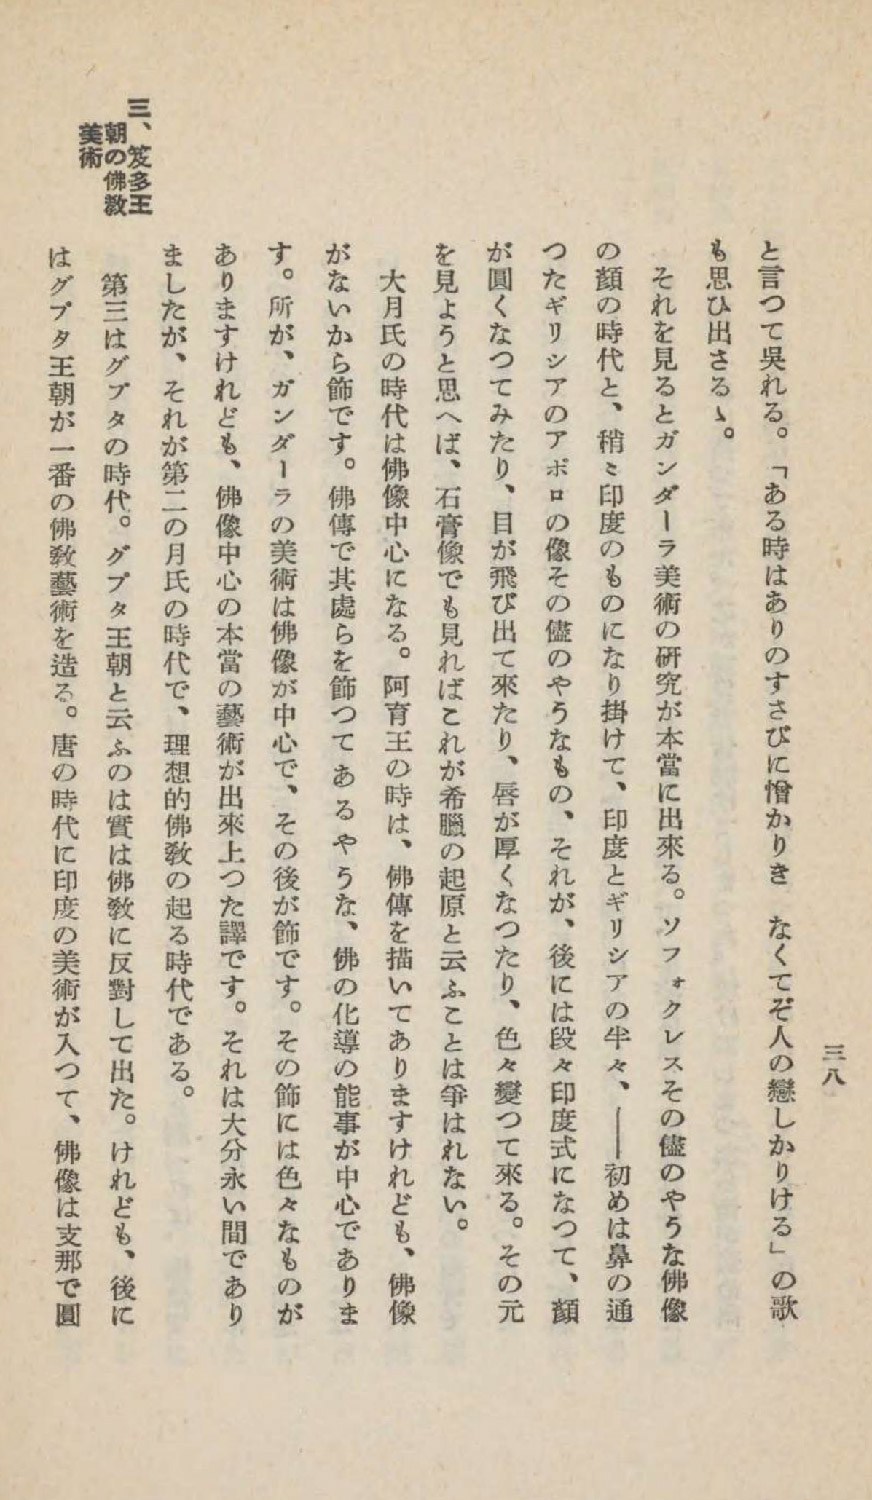 三八
と言つて吳れる。「ある時はありのすさびに憎かりき　なくてぞ人の戀しかりける」の歌
も思ひ出さるゝ。
それを見るとガンダーラ美術の硏究が本當に出來る。ソフォクレスその儘のやうな佛像
の顏の時代と、稍〻印度のものになり掛けて、印度とギリシアの半々、――初めは鼻の通
つたギリシアのアポロの像その儘のやうなもの、それが、後には段々印度式になつて、顏
が圓くなつてみたり、目が飛び出て來たり、唇が厚くなつたり、色々變つて來る。その元
を見ようと思へば、石膏像でも見ればこれが希臘の起原と云ふことは爭はれない。
大月氏の時代は佛像中心になる。阿育王の時は、佛傳を描いてありますけれども、佛像
がないから飾です。佛傳で其處らを飾つてあるやうな、佛の化導の能事が中心でありま
す。所が、ガンダーラの美術は佛像が中心で、その後が飾です。その飾には色々なものが
ありますけれども、佛像中心の本當の藝術が出來上つた譯です。それは大分永い間であり
ましたが、それが第二の月氏の時代で、理想的佛敎の起る時代である。
三、笈多王
朝の佛敎
美術
第三はグプタの時代。グプタ王朝と云ふのは實は佛敎に反對して出た。けれども、後に
はグプタ王朝が一番の佛敎藝術を造る。唐の時代に印度の美術が入つて、佛像は支那で圓